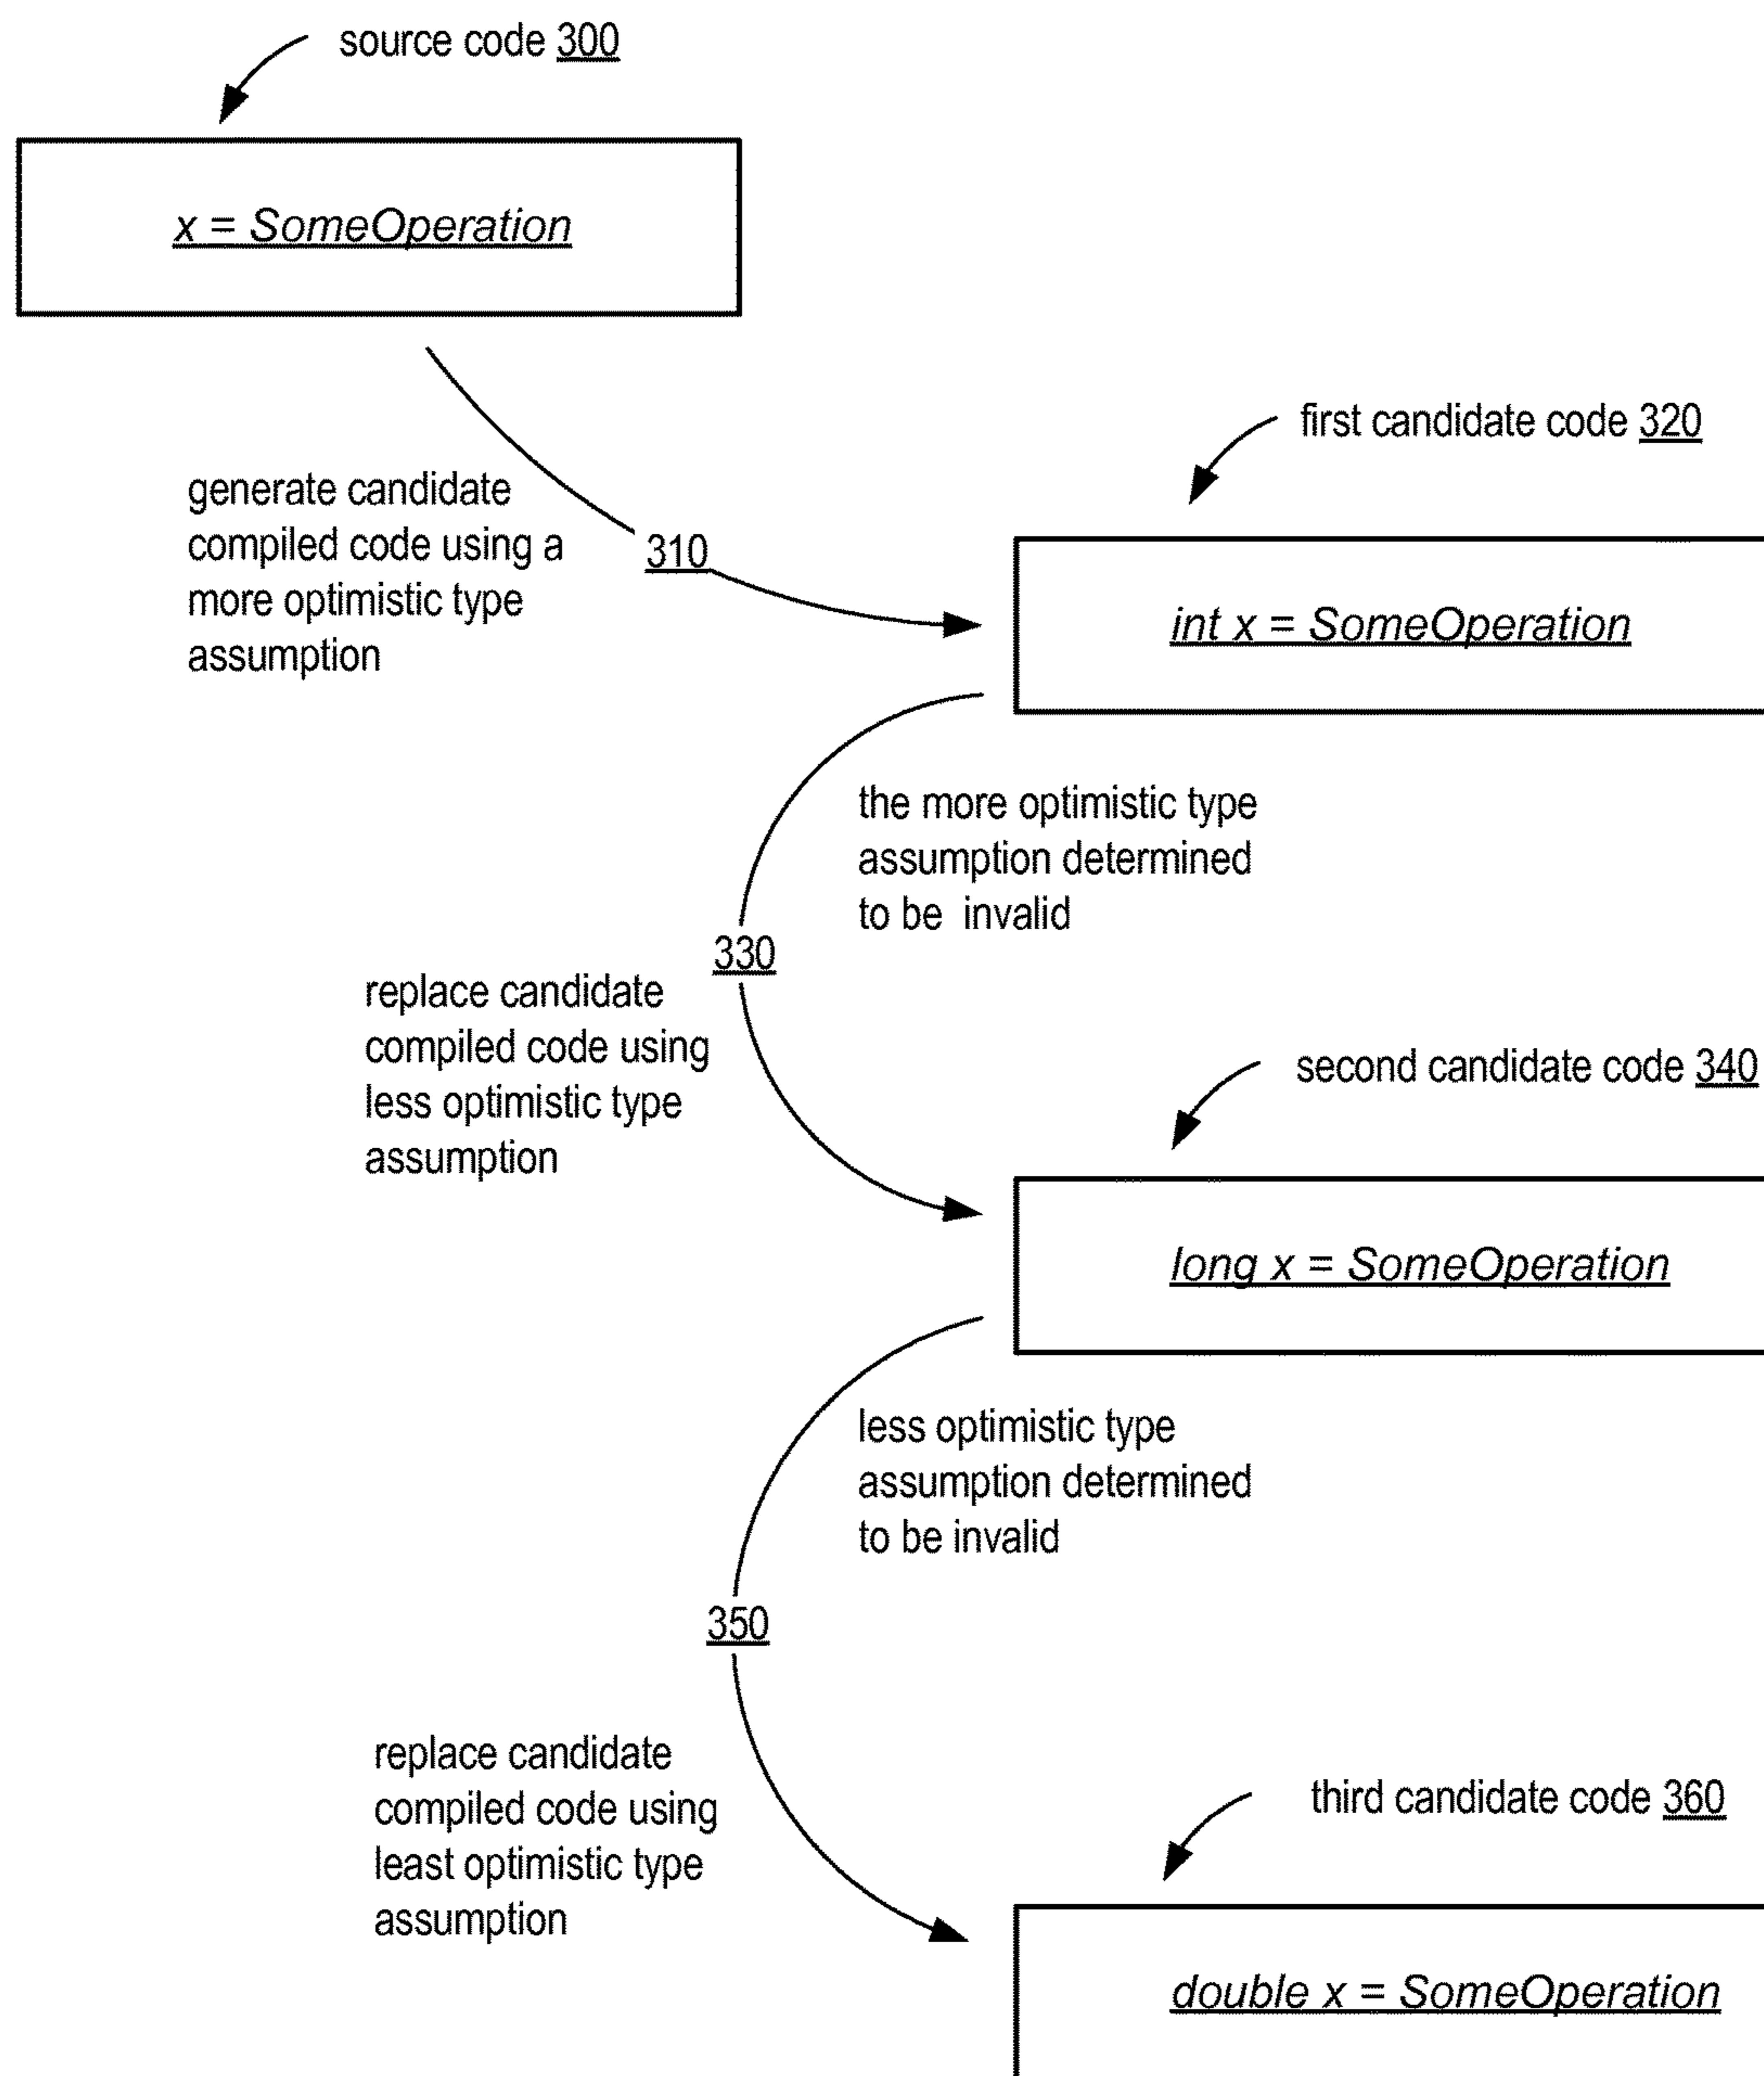 source code 300
x = SomeOperation
first candidate code 320
generate candidate
compiled code using a
more optimistic type
assumption
310
int x = SomeOperation
the more optimistic type
assumption determined
to be invalid
330
replace candidate
compiled code using
less optimistic type
assumption
second candidate code 340
long x = SomeOperation
less optimistic type
assumption determined
to be invalid
350
replace candidate
compiled code using
least optimistic type
assumption
third candidate code 360
double x = SomeOperation